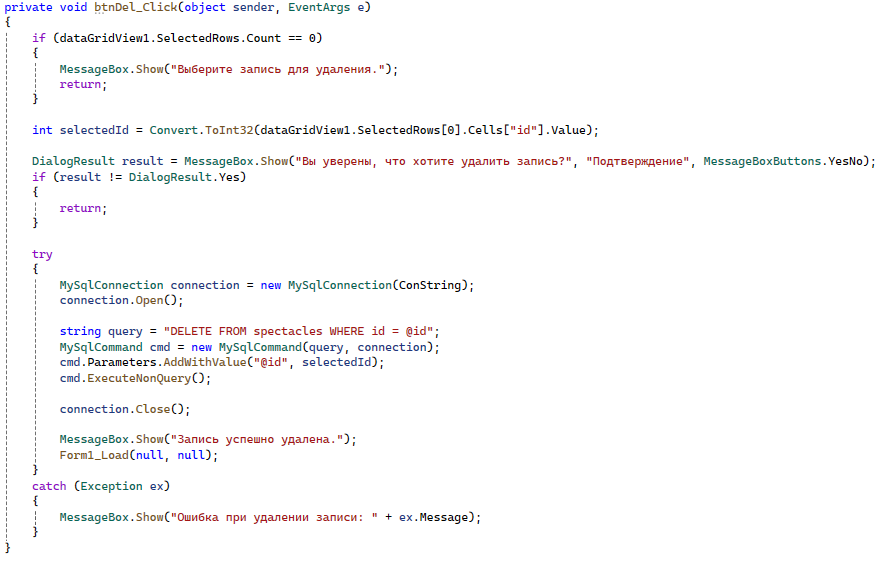 private void btnDel_Click(object sender, EventArgs e)
{
    if (dataGridView1.SelectedRows.Count == 0)
    {
        MessageBox.Show("Выберите запись для удаления.");
        return;
    }

    int selectedId = Convert.ToInt32(dataGridView1.SelectedRows[0].Cells["id"].Value);

    DialogResult result = MessageBox.Show("Вы уверены, что хотите удалить запись?", "Подтверждение", MessageBoxButtons.YesNo);
    if (result != DialogResult.Yes)
    {
        return;
    }

    try
    {
        MySqlConnection connection = new MySqlConnection(ConString);
        connection.Open();

        string query = "DELETE FROM spectacles WHERE id = @id";
        MySqlCommand cmd = new MySqlCommand(query, connection);
        cmd.Parameters.AddWithValue("@id", selectedId);
        cmd.ExecuteNonQuery();

        connection.Close();

        MessageBox.Show("Запись успешно удалена.");
        Form1_Load(null, null);
    }
    catch (Exception ex)
    {
        MessageBox.Show("Ошибка при удалении записи: " + ex.Message);
    }
}